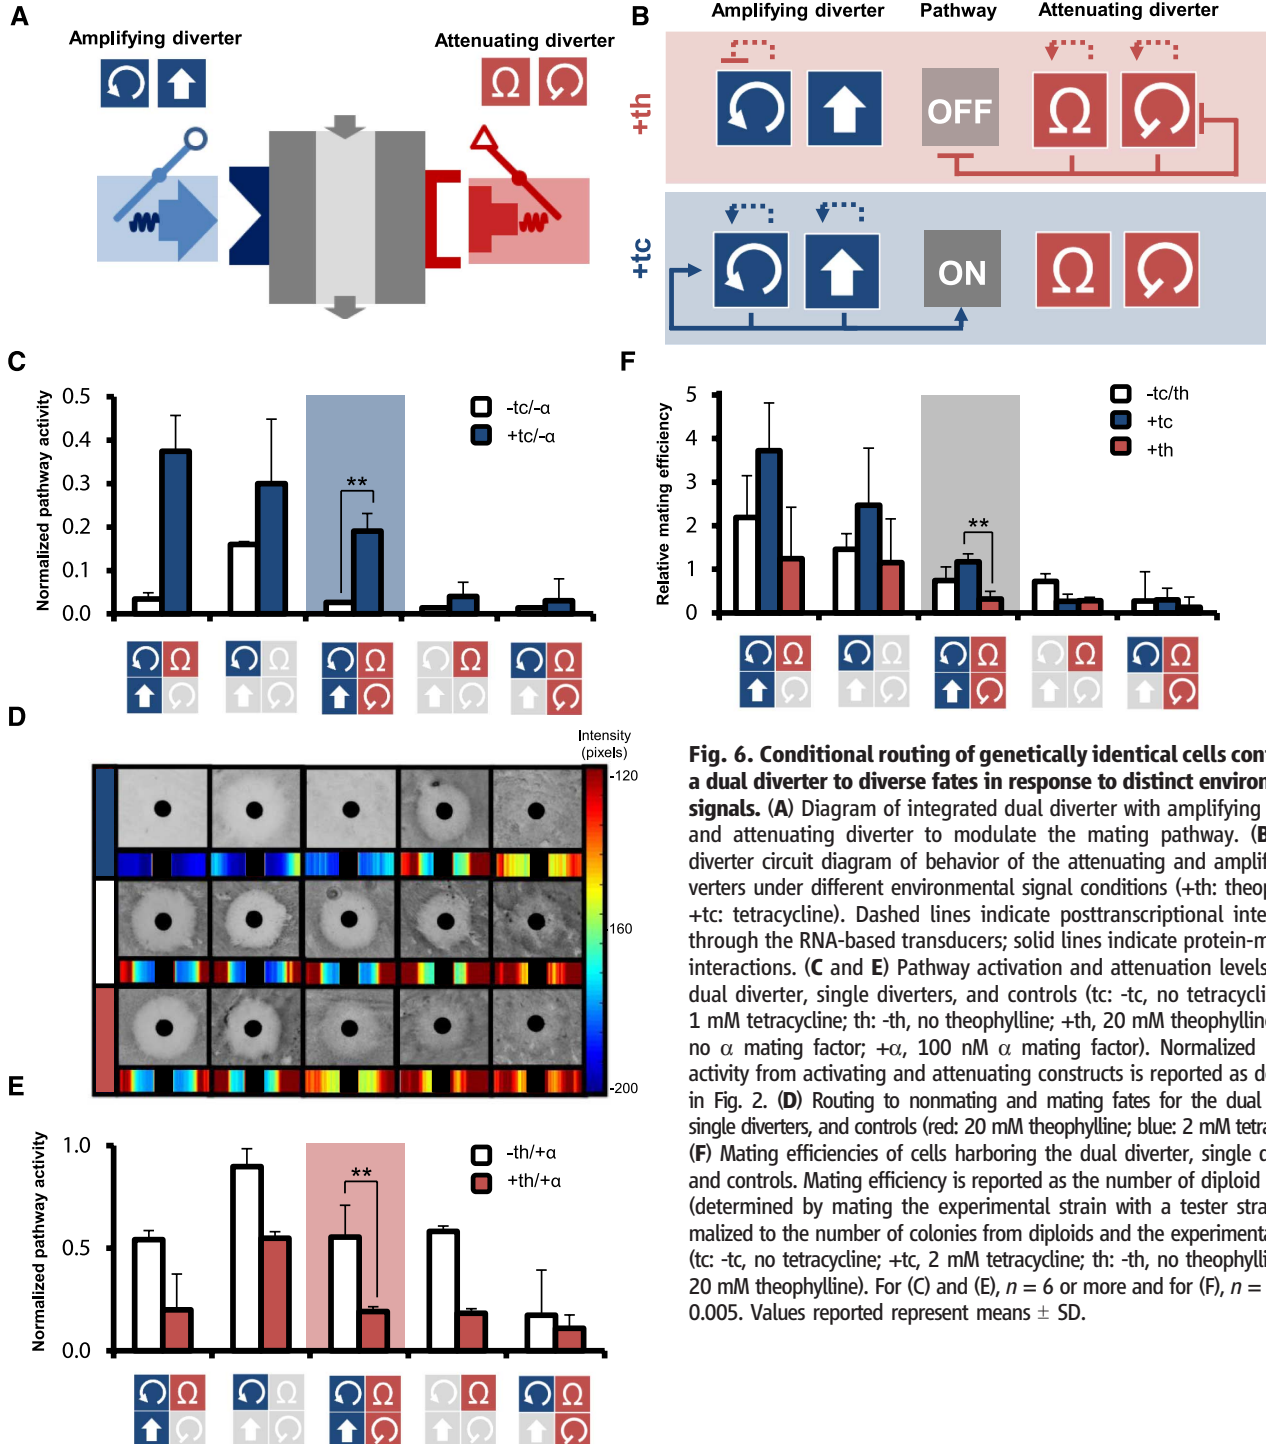 A
Amplifying diverter
Attenuating diverter
Ω
B
Amplifying diverter
Pathway
Attenuating diverter
+th
OFF
Ω
+tc
ON
Ω
C
Normalized pathway activity
0.5
0.4
0.3
0.2
0.1
0.0
-tc/-α
+tc/-α
**
Ω
Ω
Ω
Ω
Ω
F
Relative mating efficiency
5
4
3
2
1
0
-tc/th
+tc
+th
**
Ω
Ω
Ω
Ω
Ω
D
Intensity
(pixels)
-120
-160
-200
E
Normalized pathway activity
1.0
0.5
0.0
-th/+α
+th/+α
**
Ω
Ω
Ω
Ω
Ω
Fig. 6. Conditional routing of genetically identical cells con
a dual diverter to diverse fates in response to distinct environ
signals. (A) Diagram of integrated dual diverter with amplifying
and attenuating diverter to modulate the mating pathway. (B
diverter circuit diagram of behavior of the attenuating and amplif
verters under different environmental signal conditions (+th: theop
+tc: tetracycline). Dashed lines indicate posttranscriptional inte
through the RNA-based transducers; solid lines indicate protein-m
interactions. (C and E) Pathway activation and attenuation levels
dual diverter, single diverters, and controls (tc: -tc, no tetracycli
1 mM tetracycline; th: -th, no theophylline; +th, 20 mM theophylline
no α mating factor; +α, 100 nM α mating factor). Normalized
activity from activating and attenuating constructs is reported as d
in Fig. 2. (D) Routing to nonmating and mating fates for the dual
single diverters, and controls (red: 20 mM theophylline; blue: 2 mM tetra
(F) Mating efficiencies of cells harboring the dual diverter, single d
and controls. Mating efficiency is reported as the number of diploid
(determined by mating the experimental strain with a tester stra
malized to the number of colonies from diploids and the experimenta
(tc: -tc, no tetracycline; +tc, 2 mM tetracycline; th: -th, no theophylli
20 mM theophylline). For (C) and (E), n = 6 or more and for (F), n =
0.005. Values reported represent means ± SD.